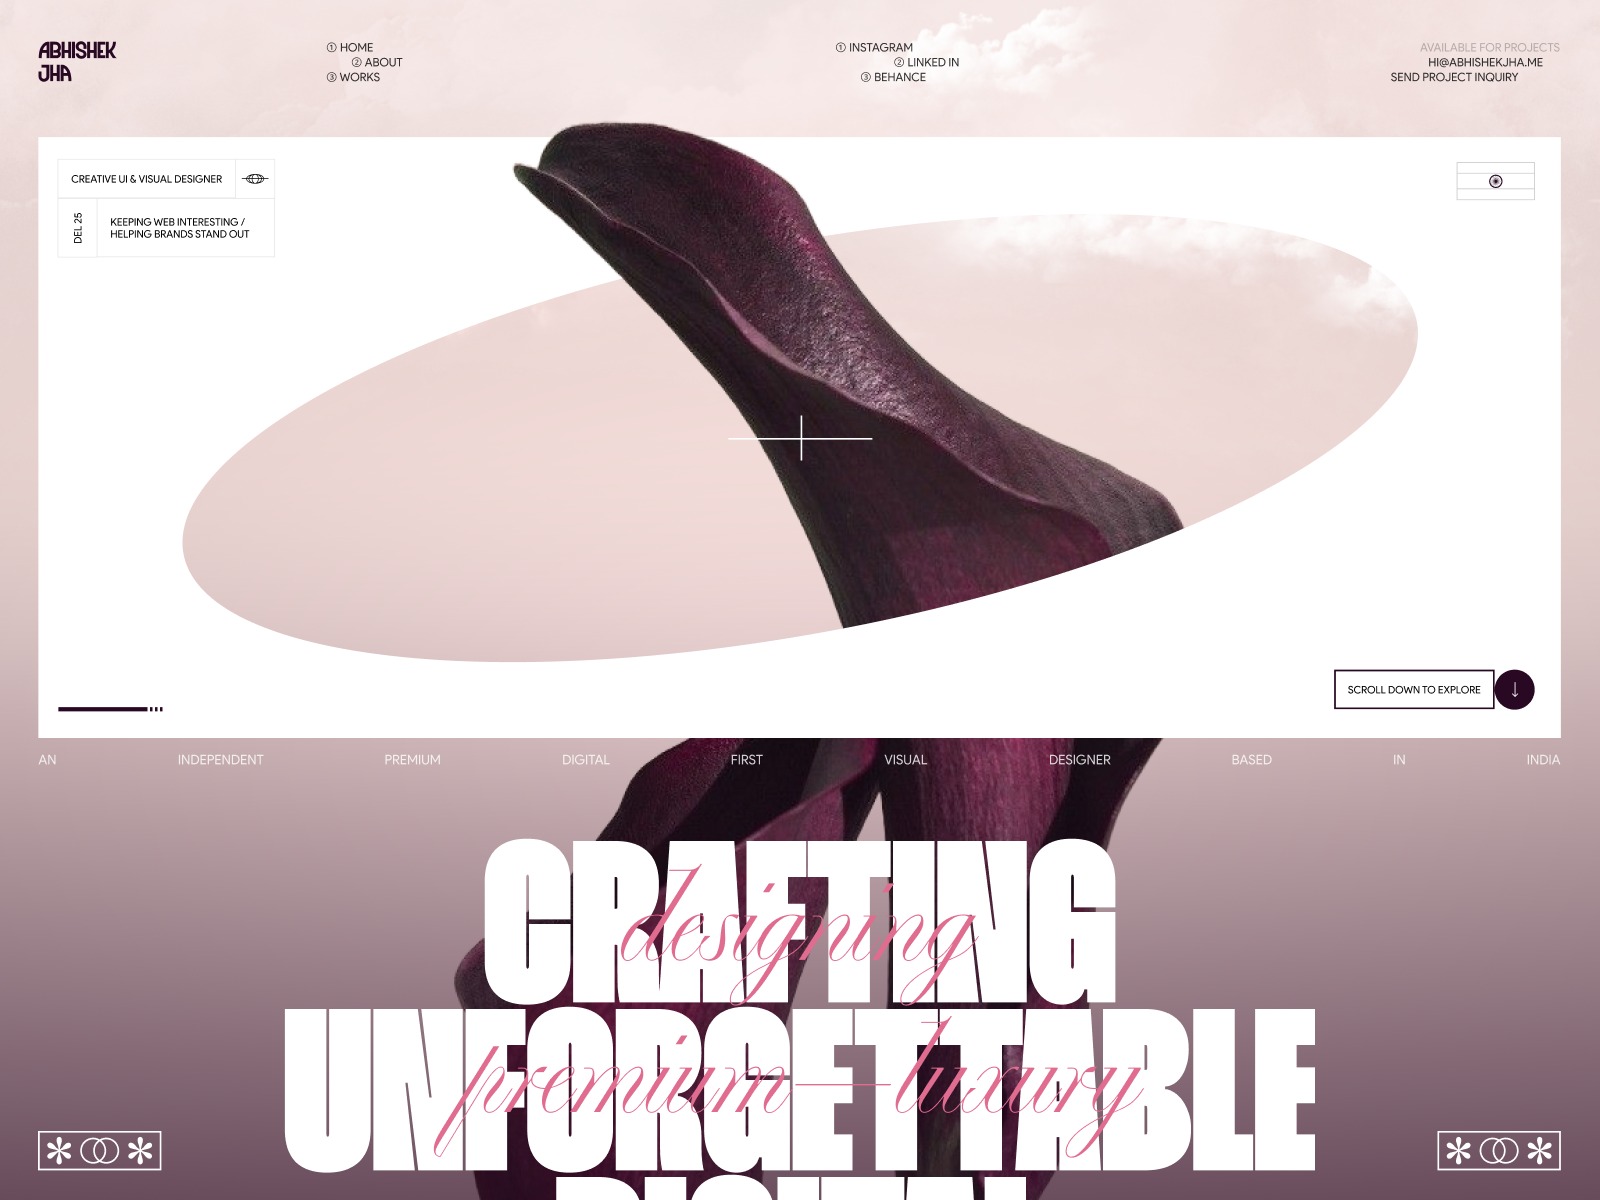 ABHISHEK
JHA
① HOME
② ABOUT
③ WORKS
① INSTAGRAM
② LINKED IN
③ BEHANCE
AVAILABLE FOR PROJECTS
HI@ABHISHEKJHA.ME
SEND PROJECT INQUIRY
CREATIVE UI & VISUAL DESIGNER
DEL 25
KEEPING WEB INTERESTING /
HELPING BRANDS STAND OUT
SCROLL DOWN TO EXPLORE
AN INDEPENDENT PREMIUM DIGITAL FIRST VISUAL DESIGNER BASED IN INDIA
CRAFTING
designing
UNFORGETTABLE
premium—luxury
DIGITAL